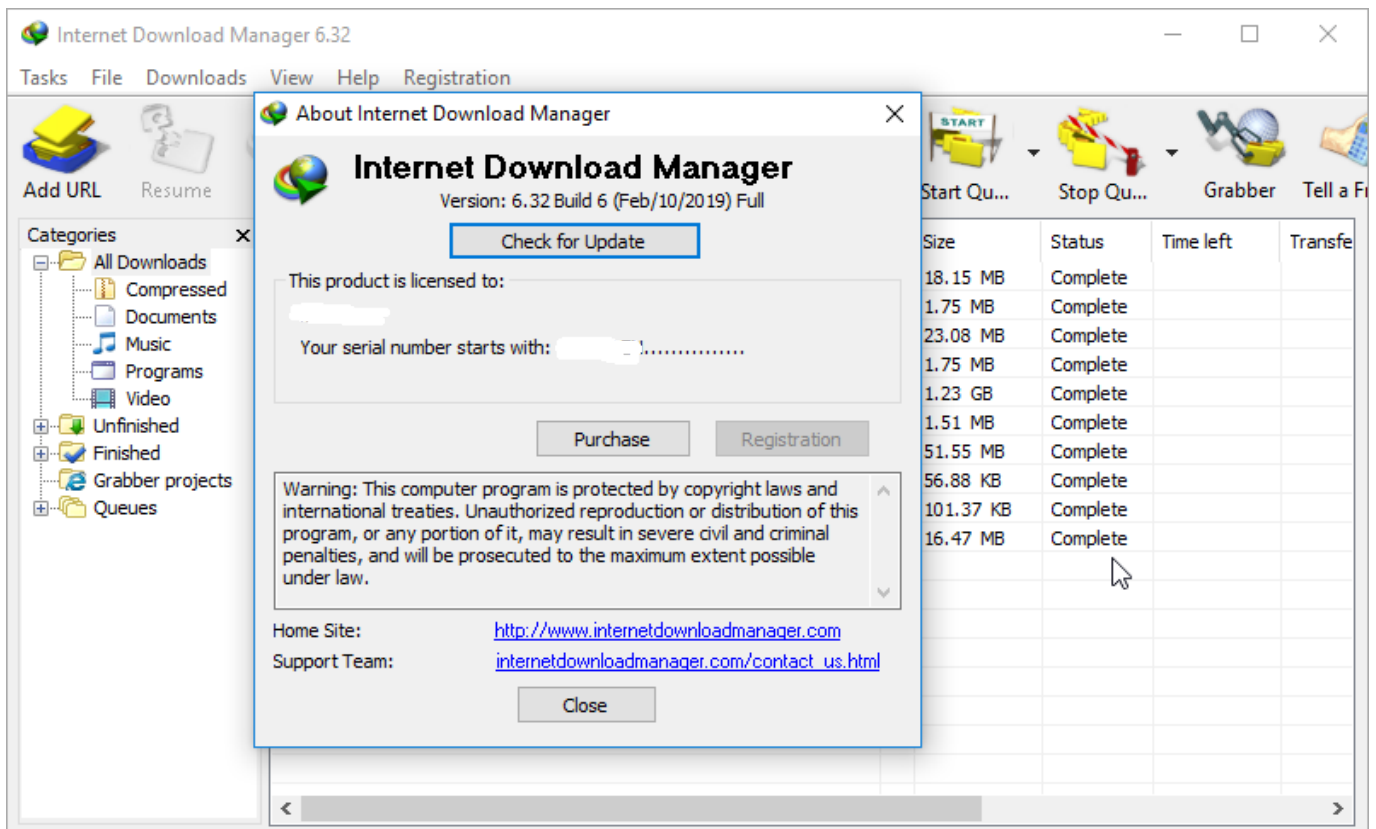 Internet Download Manager 6.32
Tasks File Downloads View Help Registration
Add URL
Resume
Start Qu...
Stop Qu...
Grabber
Tell a Fr
START
About Internet Download Manager
Internet Download Manager
Version: 6.32 Build 6 (Feb/10/2019) Full
Check for Update
This product is licensed to:
Your serial number starts with: ...............
Purchase
Registration
Warning: This computer program is protected by copyright laws and
international treaties. Unauthorized reproduction or distribution of this
program, or any portion of it, may result in severe civil and criminal
penalties, and will be prosecuted to the maximum extent possible
under law.
Home Site: http://www.internetdownloadmanager.com
Support Team: internetdownloadmanager.com/contact_us.html
Close
Categories
All Downloads
Compressed
Documents
Music
Programs
Video
Unfinished
Finished
Grabber projects
Queues
Size Status Time left Transfe
18.15 MB Complete
1.75 MB Complete
23.08 MB Complete
1.75 MB Complete
1.23 GB Complete
1.51 MB Complete
51.55 MB Complete
56.88 KB Complete
101.37 KB Complete
16.47 MB Complete